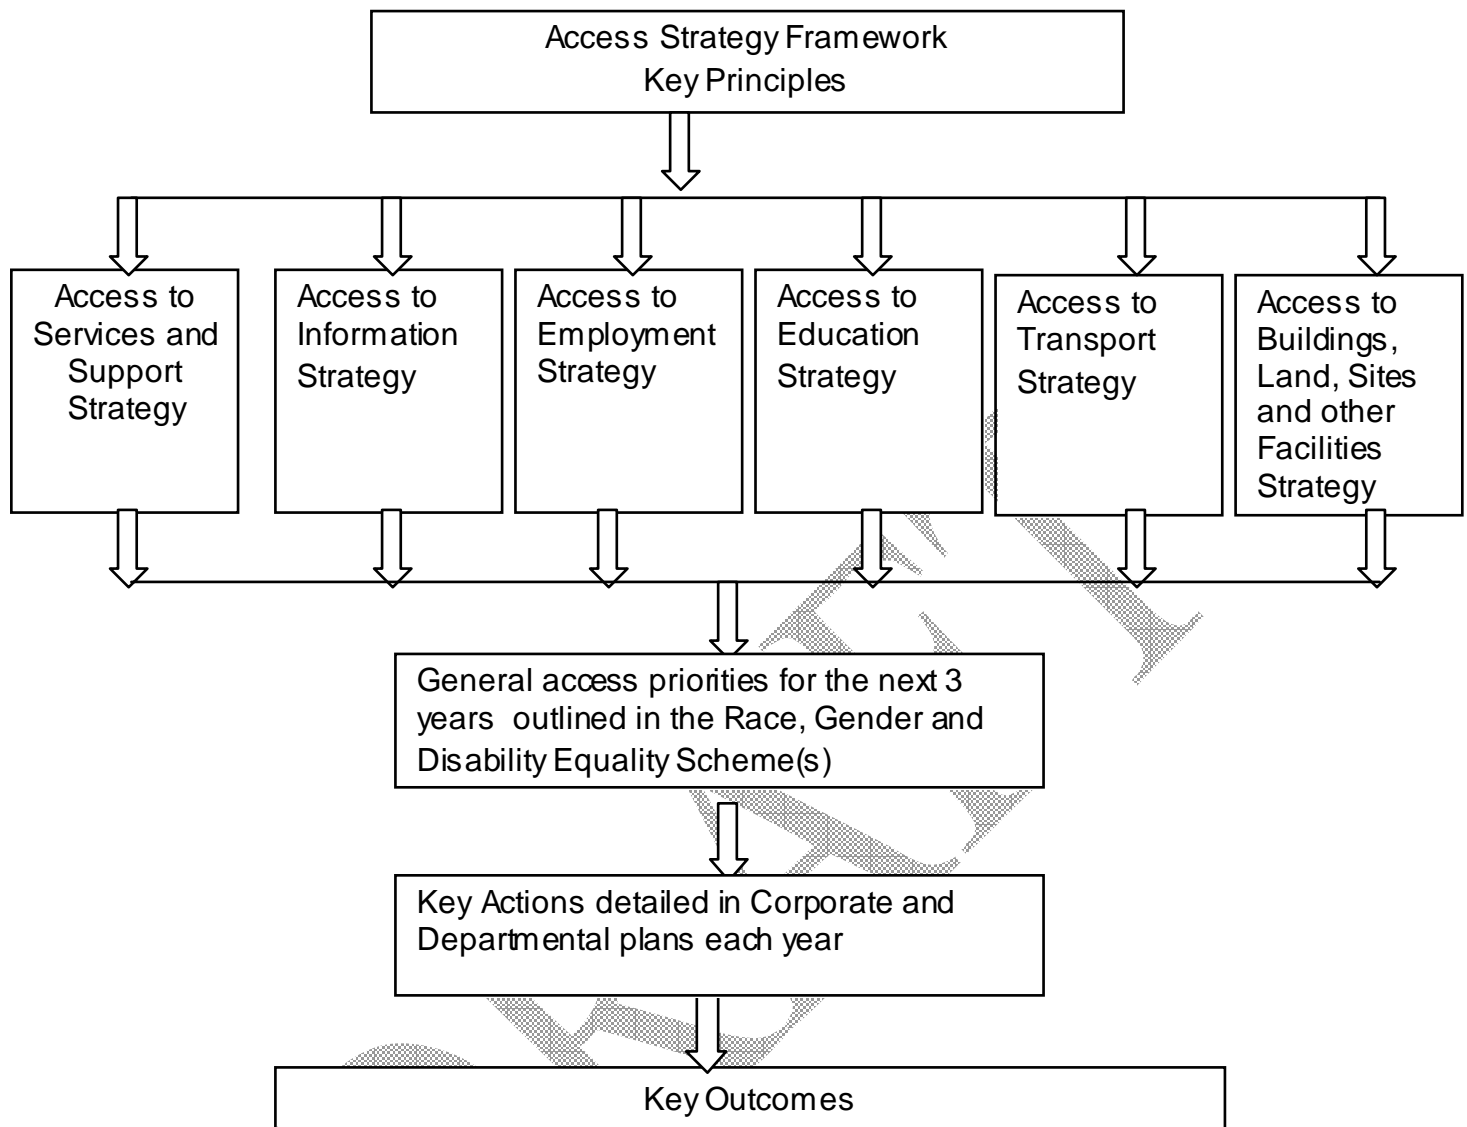 Access Strategy Framework
Key Principles
Access to
Services and
Support
Strategy
Access to
Information
Strategy
Access to
Employment
Strategy
Access to
Education
Strategy
Access to
Transport
Strategy
Access to
Buildings,
Land, Sites
and other
Facilities
Strategy
General access priorities for the next 3
years outlined in the Race, Gender and
Disability Equality Scheme(s)
Key Actions detailed in Corporate and
Departmental plans each year
Key Outcomes